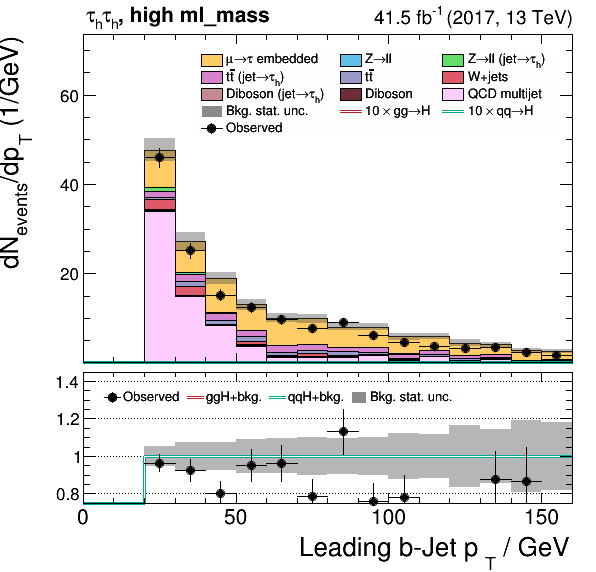 τhτh, high ml_mass 41.5 fb-1 (2017, 13 TeV)
dNevents/dpT (1/GeV)
μ→τ embedded Z→ll Z→ll (jet→τh)
tt̄ (jet→τh) tt̄ W+jets
Diboson (jet→τh) Diboson QCD multijet
Bkg. stat. unc. 10 × gg→H 10 × qq→H
Observed
60
40
20
1.4
Observed ggH+bkg. qqH+bkg. Bkg. stat. unc.
1.2
1
0.8
0 50 100 150
Leading b-Jet pT / GeV